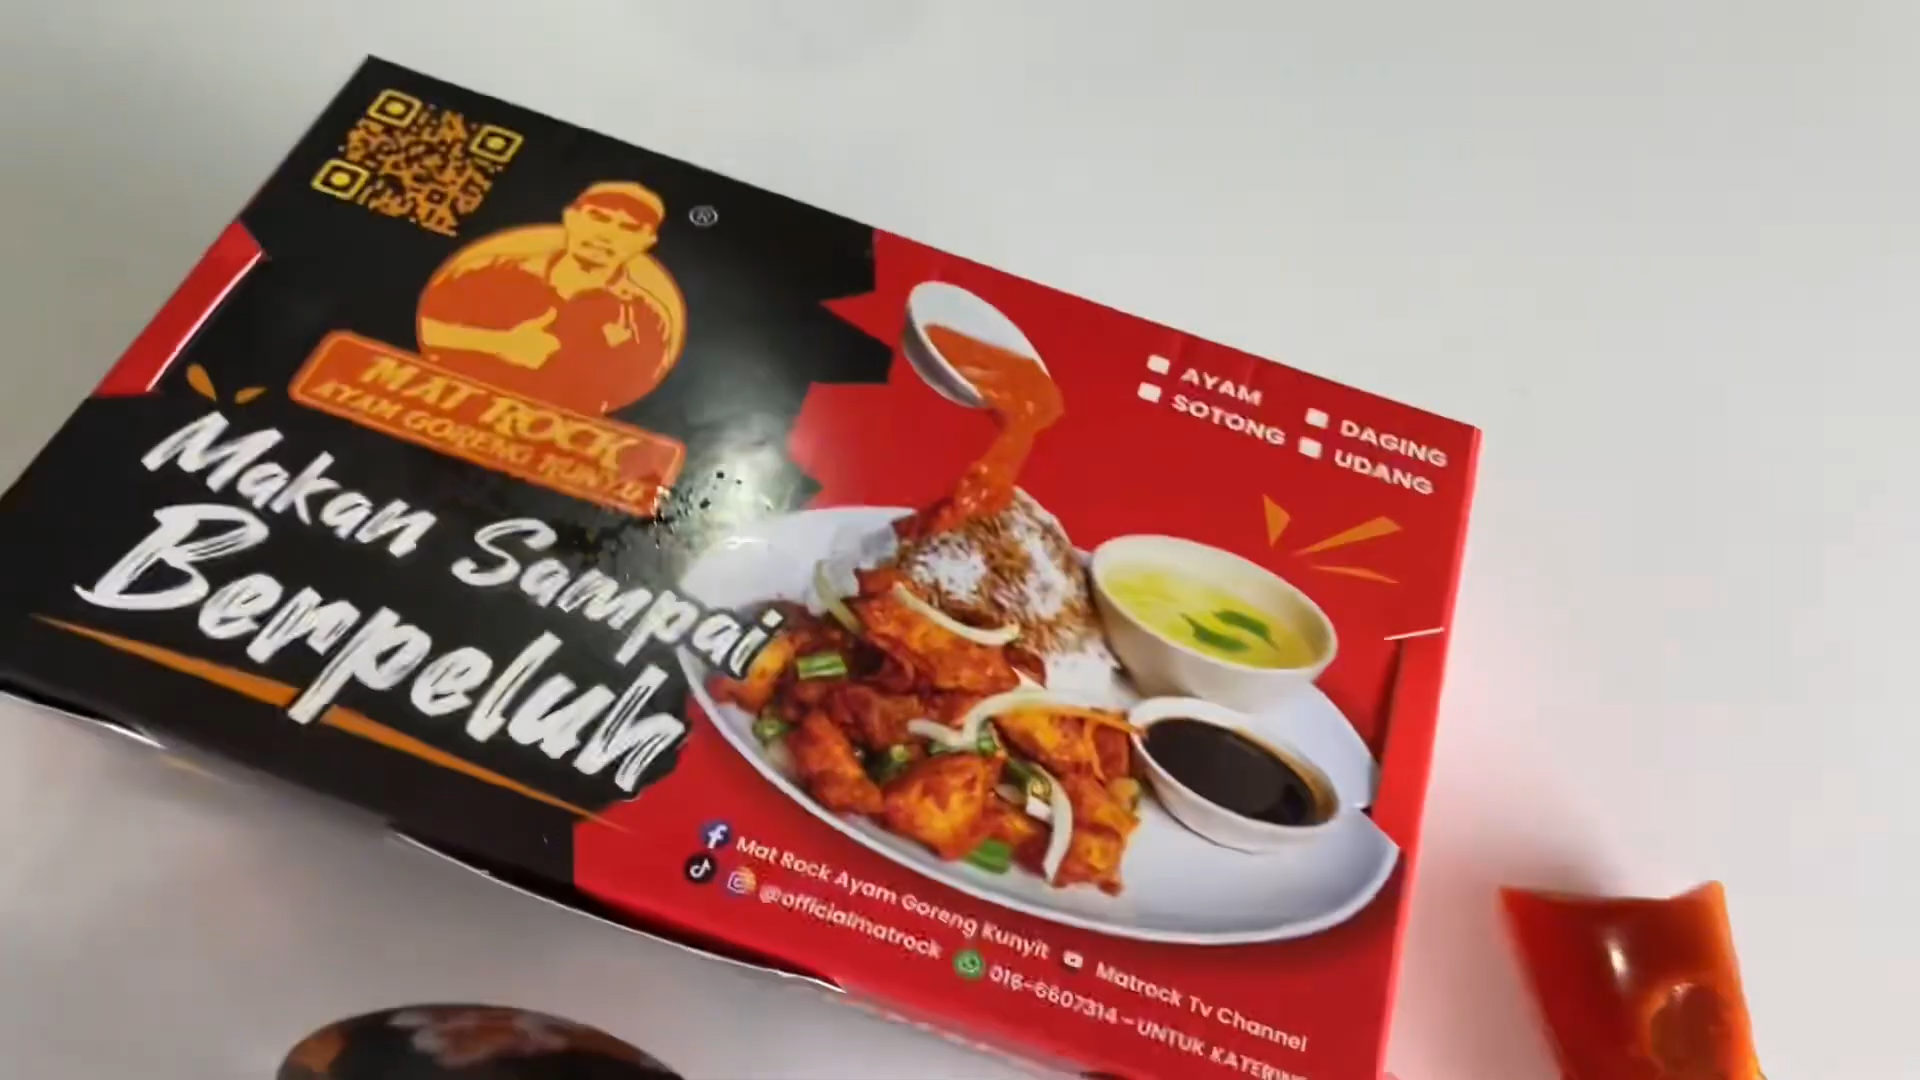 ®
MAT ROCK
AYAM GORENG KUNYIT
Makan Sampai
Berpeluh
AYAM
SOTONG
DAGING
UDANG
Mat Rock Ayam Goreng Kunyit
Matrock Tv Channel
@officialmatrock
016-6607314 - UNTUK